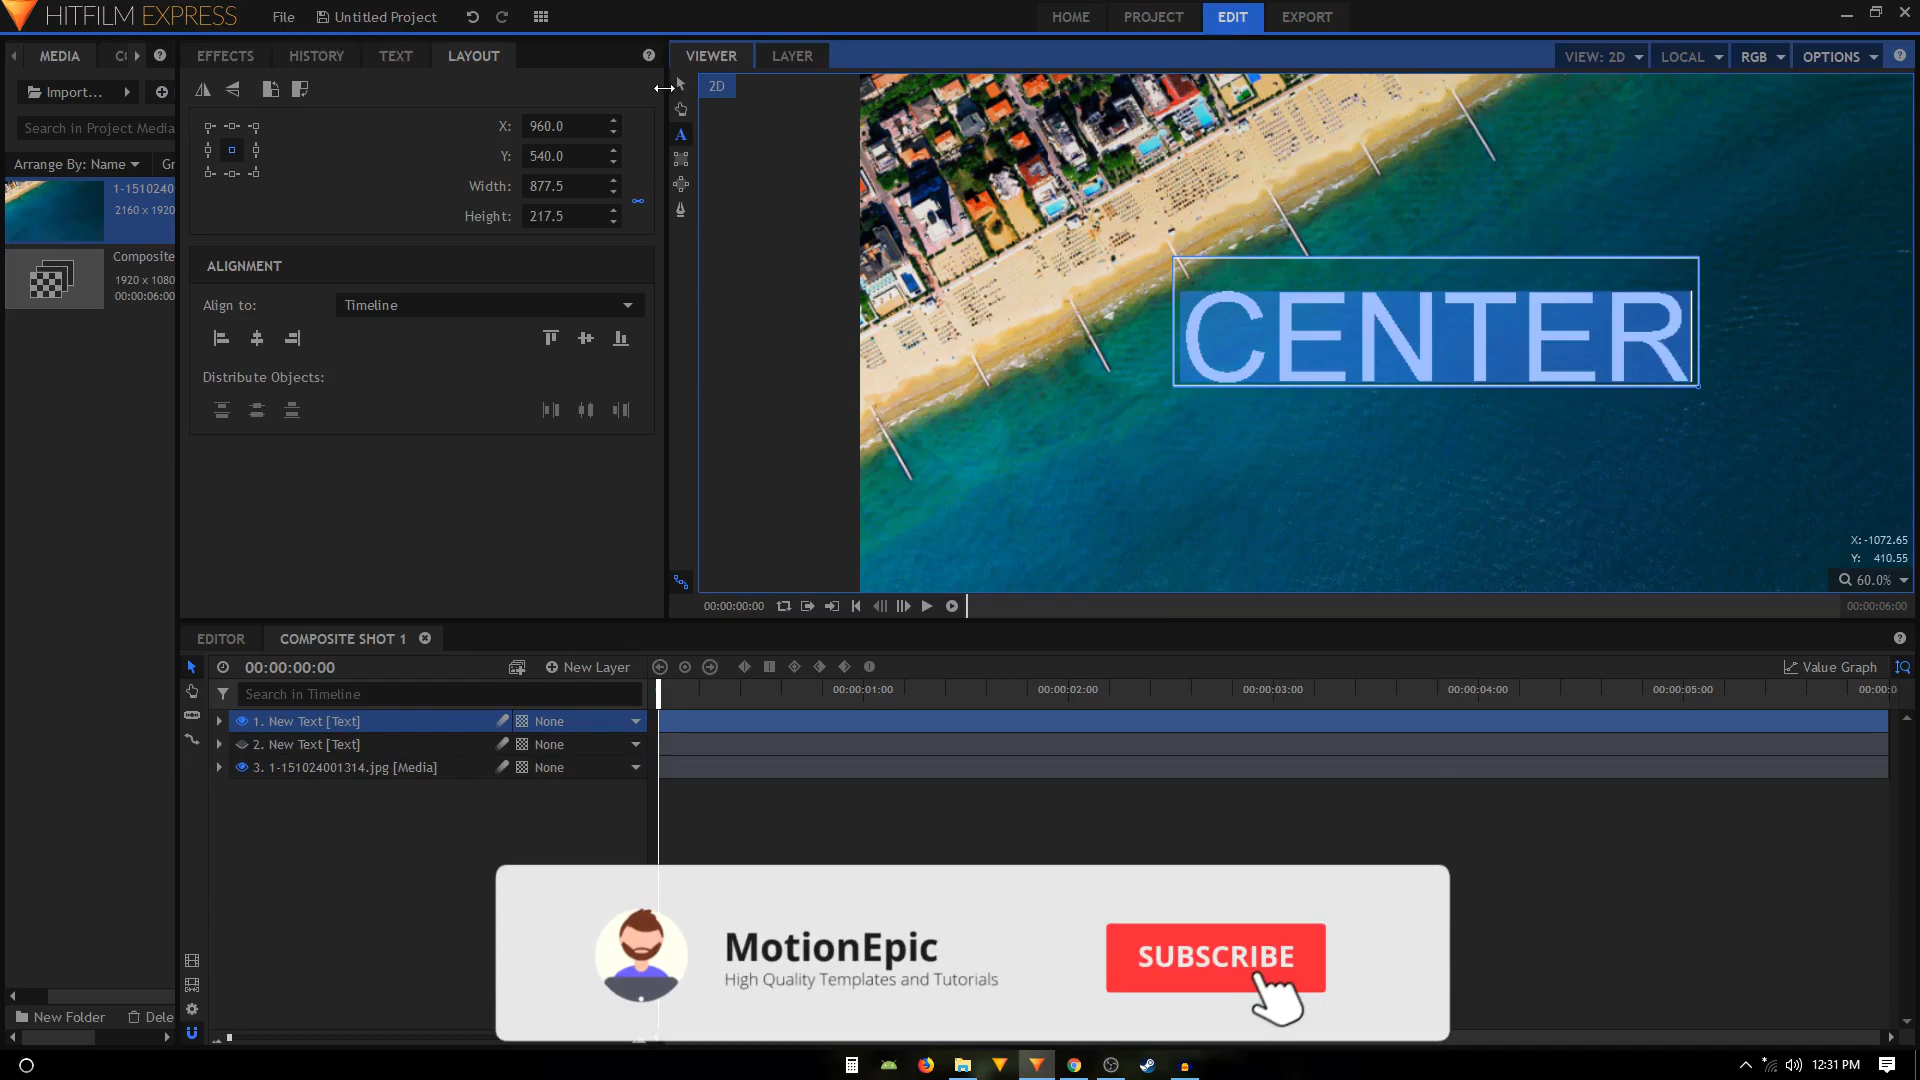 HITFILM EXPRESS
File
Untitled Project
HOME
PROJECT
EDIT
EXPORT
MEDIA
EFFECTS
HISTORY
TEXT
LAYOUT
VIEWER
LAYER
VIEW: 2D
LOCAL
RGB
OPTIONS
Import...
2D
A
X: 960.0
Search in Project Media
Y: 540.0
Arrange By: Name
Width: 877.5
1-151024
2160 x 1920
Height: 217.5
Composite
1920 x 1080
00:00:06:00
ALIGNMENT
Align to: Timeline
CENTER
Distribute Objects:
X: -1072.65
Y: 410.55
60.0%
00:00:00:00
00:00:06:00
EDITOR
COMPOSITE SHOT 1
00:00:00:00
New Layer
Value Graph
Search in Timeline
00:00:01:00
00:00:02:00
00:00:03:00
00:00:04:00
00:00:05:00
00:00:0
1. New Text [Text]
None
2. New Text [Text]
None
3. 1-151024001314.jpg [Media]
None
MotionEpic
High Quality Templates and Tutorials
SUBSCRIBE
New Folder
Dele
12:31 PM